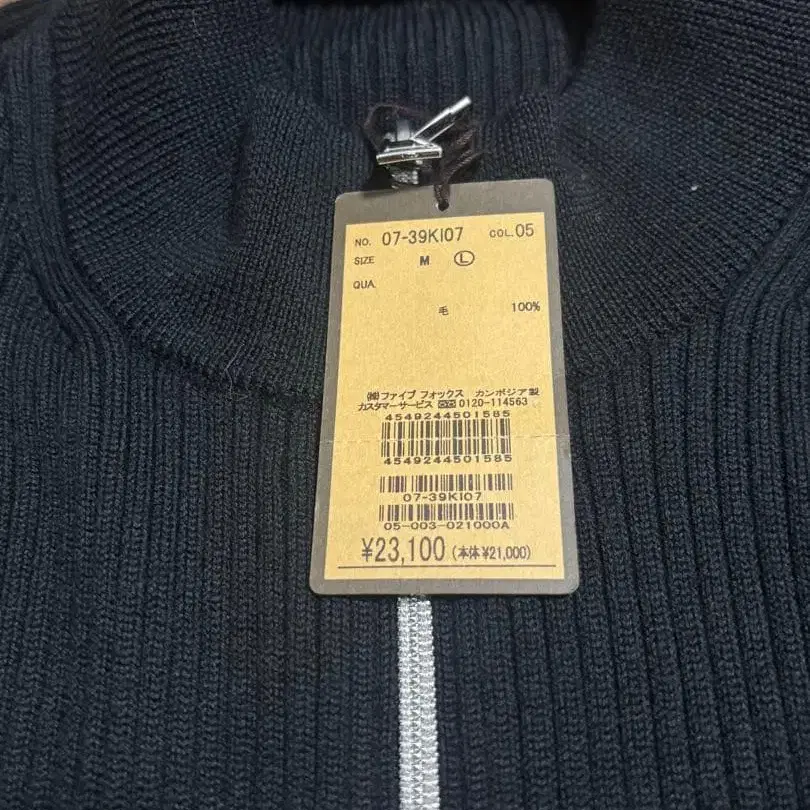 NO. 07-39KI07 COL.05
SIZE M Ⓛ
QUA.
毛 100%
㈱ファイブ フォックス カンボジア製
カスタマーサービス 0120-114563
4549244501585
4549244501585
07-39KI07
05-003-021000A
¥23,100 (本体¥21,000)